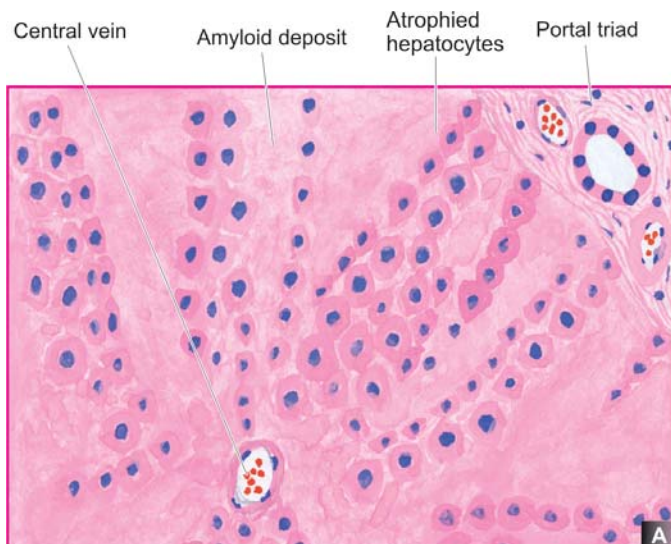 Central vein
Amyloid deposit
Atrophied
hepatocytes
Portal triad
A